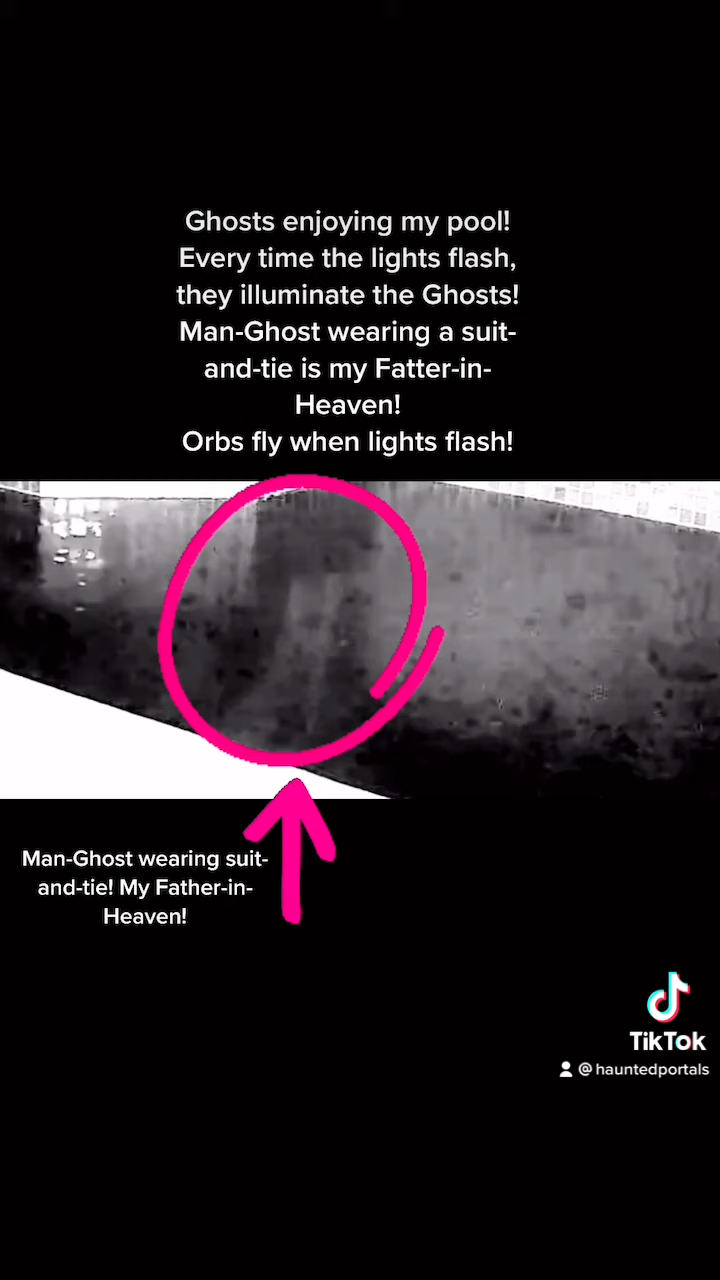 Ghosts enjoying my pool!
Every time the lights flash,
they illuminate the Ghosts!
Man-Ghost wearing a suit-
and-tie is my Fatter-in-
Heaven!
Orbs fly when lights flash!
Man-Ghost wearing suit-
and-tie! My Father-in-
Heaven!
TikTok
@hauntedportals